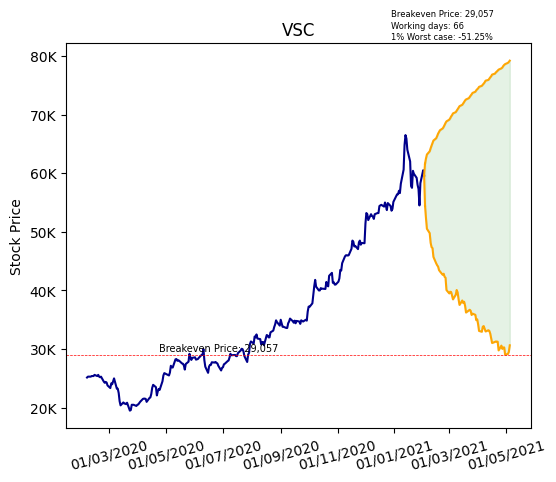 Breakeven Price: 29,057
Working days: 66
1% Worst case: -51.25%
VSC
80K
70K
60K
50K
40K
30K
20K
Stock Price
Breakeven Price: 29,057
01/03/2020
01/05/2020
01/07/2020
01/09/2020
01/11/2020
01/01/2021
01/03/2021
01/05/2021